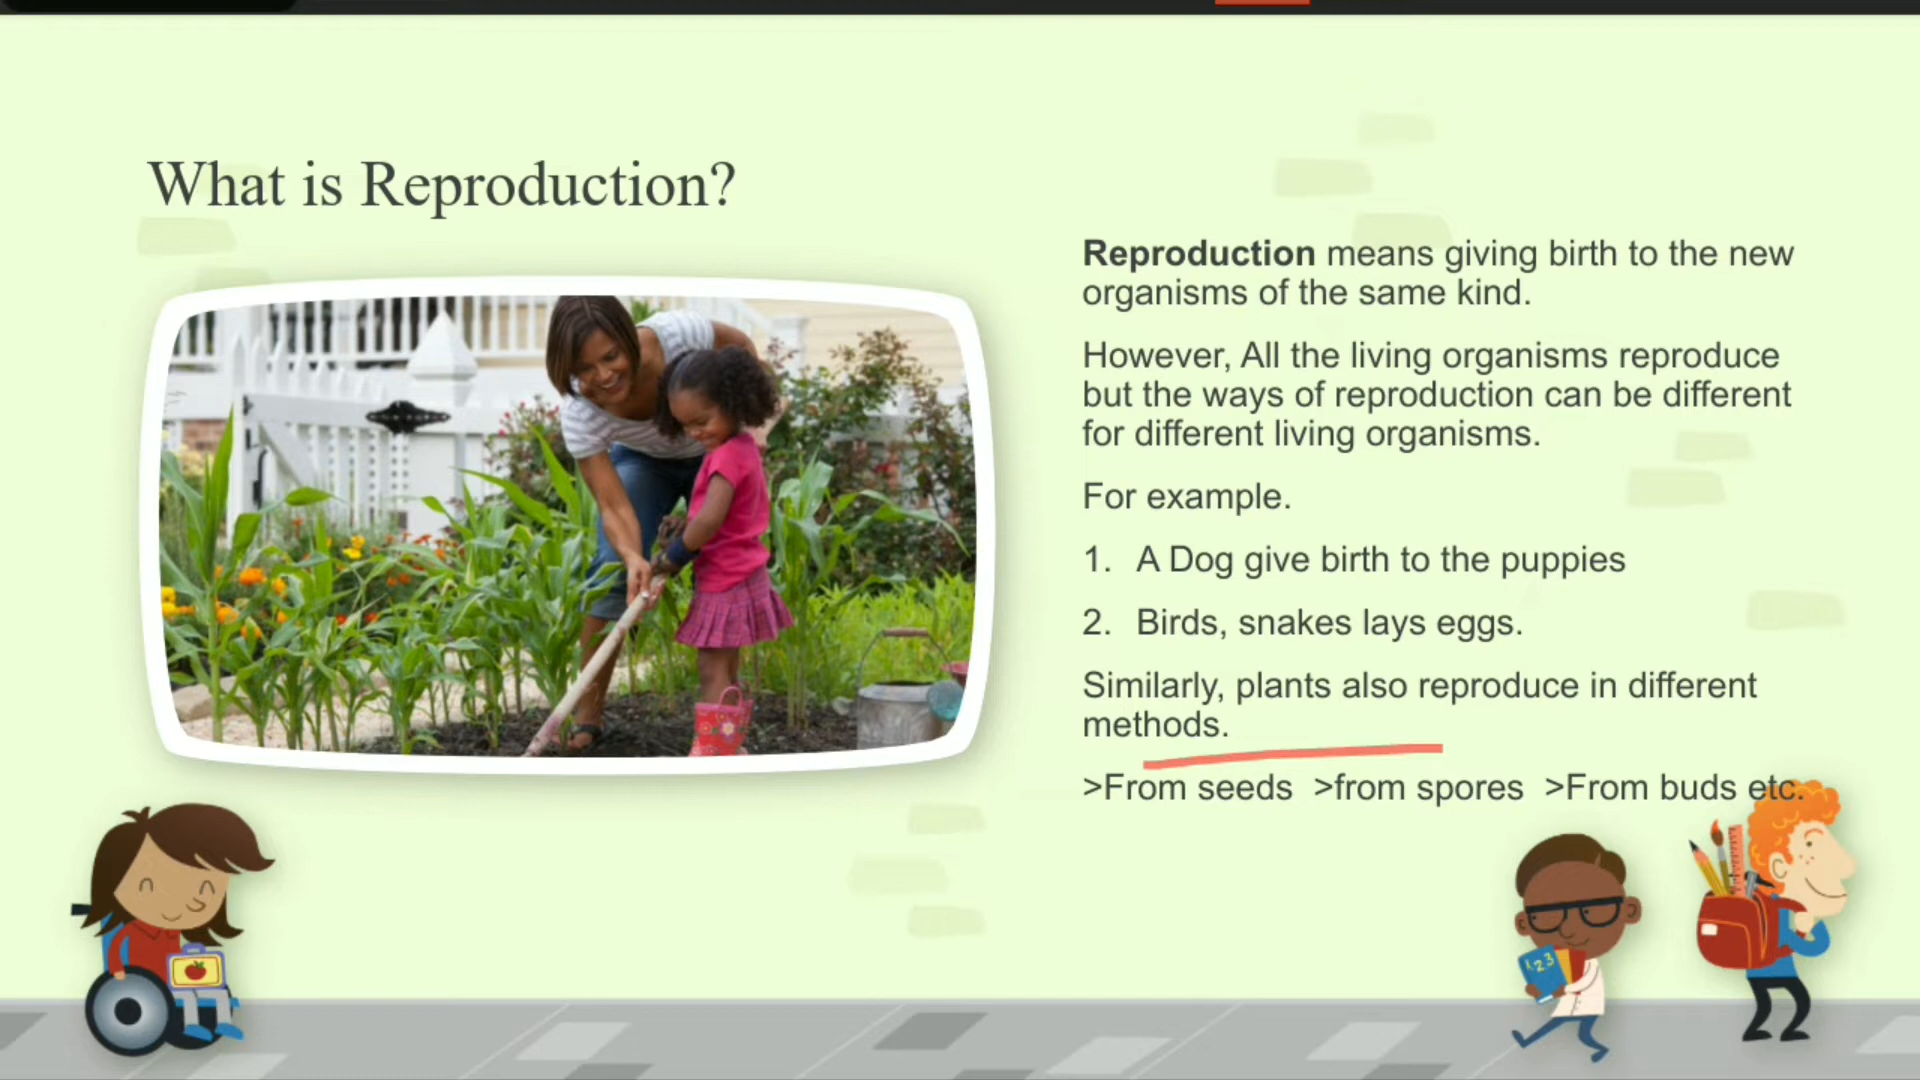 What is Reproduction?
Reproduction means giving birth to the new
organisms of the same kind.
However, All the living organisms reproduce
but the ways of reproduction can be different
for different living organisms.
For example.
1. A Dog give birth to the puppies
2. Birds, snakes lays eggs.
Similarly, plants also reproduce in different
methods.
>From seeds >from spores >From buds etc.
123